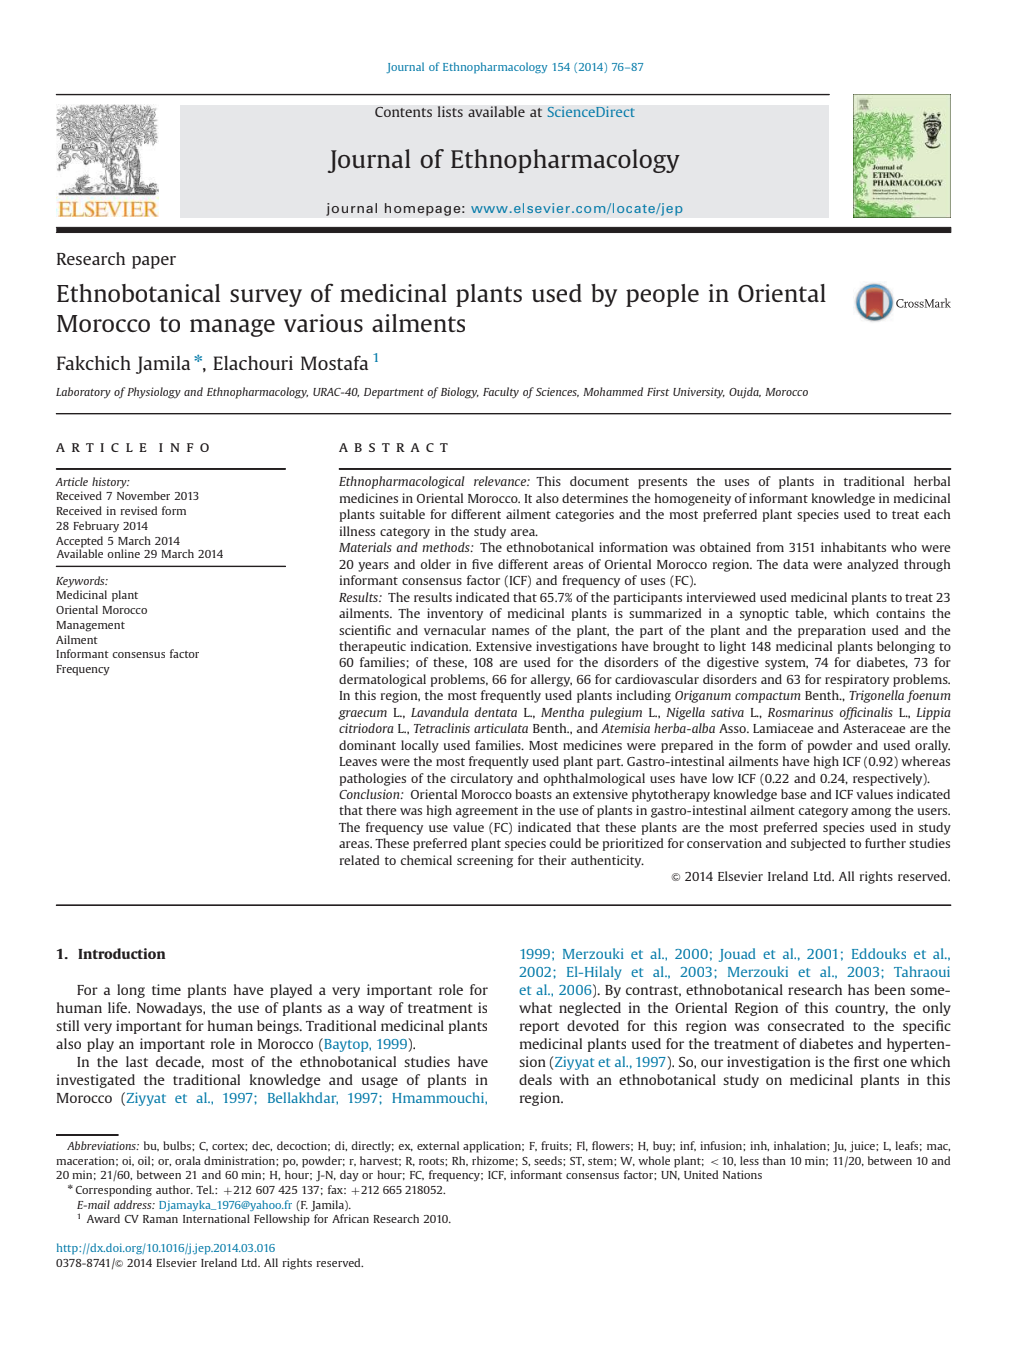 Journal of Ethnopharmacology 154 (2014) 76–87
Contents lists available at ScienceDirect
Journal of Ethnopharmacology
journal homepage: www.elsevier.com/locate/jep
ELSEVIER
Journal of
ETHNO-
PHARMACOLOGY
Research paper
Ethnobotanical survey of medicinal plants used by people in Oriental
Morocco to manage various ailments
CrossMark
Fakchich Jamila *, Elachouri Mostafa 1
Laboratory of Physiology and Ethnopharmacology, URAC-40, Department of Biology, Faculty of Sciences, Mohammed First University, Oujda, Morocco
ARTICLE INFO
Article history:
Received 7 November 2013
Received in revised form
28 February 2014
Accepted 5 March 2014
Available online 29 March 2014
Keywords:
Medicinal plant
Oriental Morocco
Management
Ailment
Informant consensus factor
Frequency
ABSTRACT
Ethnopharmacological relevance: This document presents the uses of plants in traditional herbal
medicines in Oriental Morocco. It also determines the homogeneity of informant knowledge in medicinal
plants suitable for different ailment categories and the most preferred plant species used to treat each
illness category in the study area.
Materials and methods: The ethnobotanical information was obtained from 3151 inhabitants who were
20 years and older in five different areas of Oriental Morocco region. The data were analyzed through
informant consensus factor (ICF) and frequency of uses (FC).
Results: The results indicated that 65.7% of the participants interviewed used medicinal plants to treat 23
ailments. The inventory of medicinal plants is summarized in a synoptic table, which contains the
scientific and vernacular names of the plant, the part of the plant and the preparation used and the
therapeutic indication. Extensive investigations have brought to light 148 medicinal plants belonging to
60 families; of these, 108 are used for the disorders of the digestive system, 74 for diabetes, 73 for
dermatological problems, 66 for allergy, 66 for cardiovascular disorders and 63 for respiratory problems.
In this region, the most frequently used plants including Origanum compactum Benth., Trigonella foenum
graecum L., Lavandula dentata L., Mentha pulegium L., Nigella sativa L., Rosmarinus officinalis L., Lippia
citriodora L., Tetraclinis articulata Benth., and Atemisia herba-alba Asso. Lamiaceae and Asteraceae are the
dominant locally used families. Most medicines were prepared in the form of powder and used orally.
Leaves were the most frequently used plant part. Gastro-intestinal ailments have high ICF (0.92) whereas
pathologies of the circulatory and ophthalmological uses have low ICF (0.22 and 0.24, respectively).
Conclusion: Oriental Morocco boasts an extensive phytotherapy knowledge base and ICF values indicated
that there was high agreement in the use of plants in gastro-intestinal ailment category among the users.
The frequency use value (FC) indicated that these plants are the most preferred species used in study
areas. These preferred plant species could be prioritized for conservation and subjected to further studies
related to chemical screening for their authenticity.
© 2014 Elsevier Ireland Ltd. All rights reserved.
1. Introduction
For a long time plants have played a very important role for
human life. Nowadays, the use of plants as a way of treatment is
still very important for human beings. Traditional medicinal plants
also play an important role in Morocco (Baytop, 1999).
In the last decade, most of the ethnobotanical studies have
investigated the traditional knowledge and usage of plants in
Morocco (Ziyyat et al., 1997; Bellakhdar, 1997; Hmammouchi,
1999; Merzouki et al., 2000; Jouad et al., 2001; Eddouks et al.,
2002; El-Hilaly et al., 2003; Merzouki et al., 2003; Tahraoui
et al., 2006). By contrast, ethnobotanical research has been some-
what neglected in the Oriental Region of this country, the only
report devoted for this region was consecrated to the specific
medicinal plants used for the treatment of diabetes and hyperten-
sion (Ziyyat et al., 1997). So, our investigation is the first one which
deals with an ethnobotanical study on medicinal plants in this
region.
Abbreviations: bu, bulbs; C, cortex; dec, decoction; di, directly; ex, external application; F, fruits; Fl, flowers; H, buy; inf, infusion; inh, inhalation; Ju, juice; L, leafs; mac,
maceration; oi, oil; or, orala dministration; po, powder; r, harvest; R, roots; Rh, rhizome; S, seeds; ST, stem; W, whole plant; <10, less than 10 min; 11/20, between 10 and
20 min; 21/60, between 21 and 60 min; H, hour; J-N, day or hour; FC, frequency; ICF, informant consensus factor; UN, United Nations
* Corresponding author. Tel.: +212 607 425 137; fax: +212 665 218052.
E-mail address: Djamayka_1976@yahoo.fr (F. Jamila).
1 Award CV Raman International Fellowship for African Research 2010.
http://dx.doi.org/10.1016/j.jep.2014.03.016
0378-8741/© 2014 Elsevier Ireland Ltd. All rights reserved.